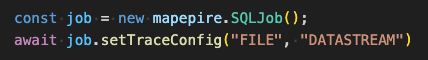 const job = new mapepire.SQLJob();
await job.setTraceConfig("FILE", "DATASTREAM")